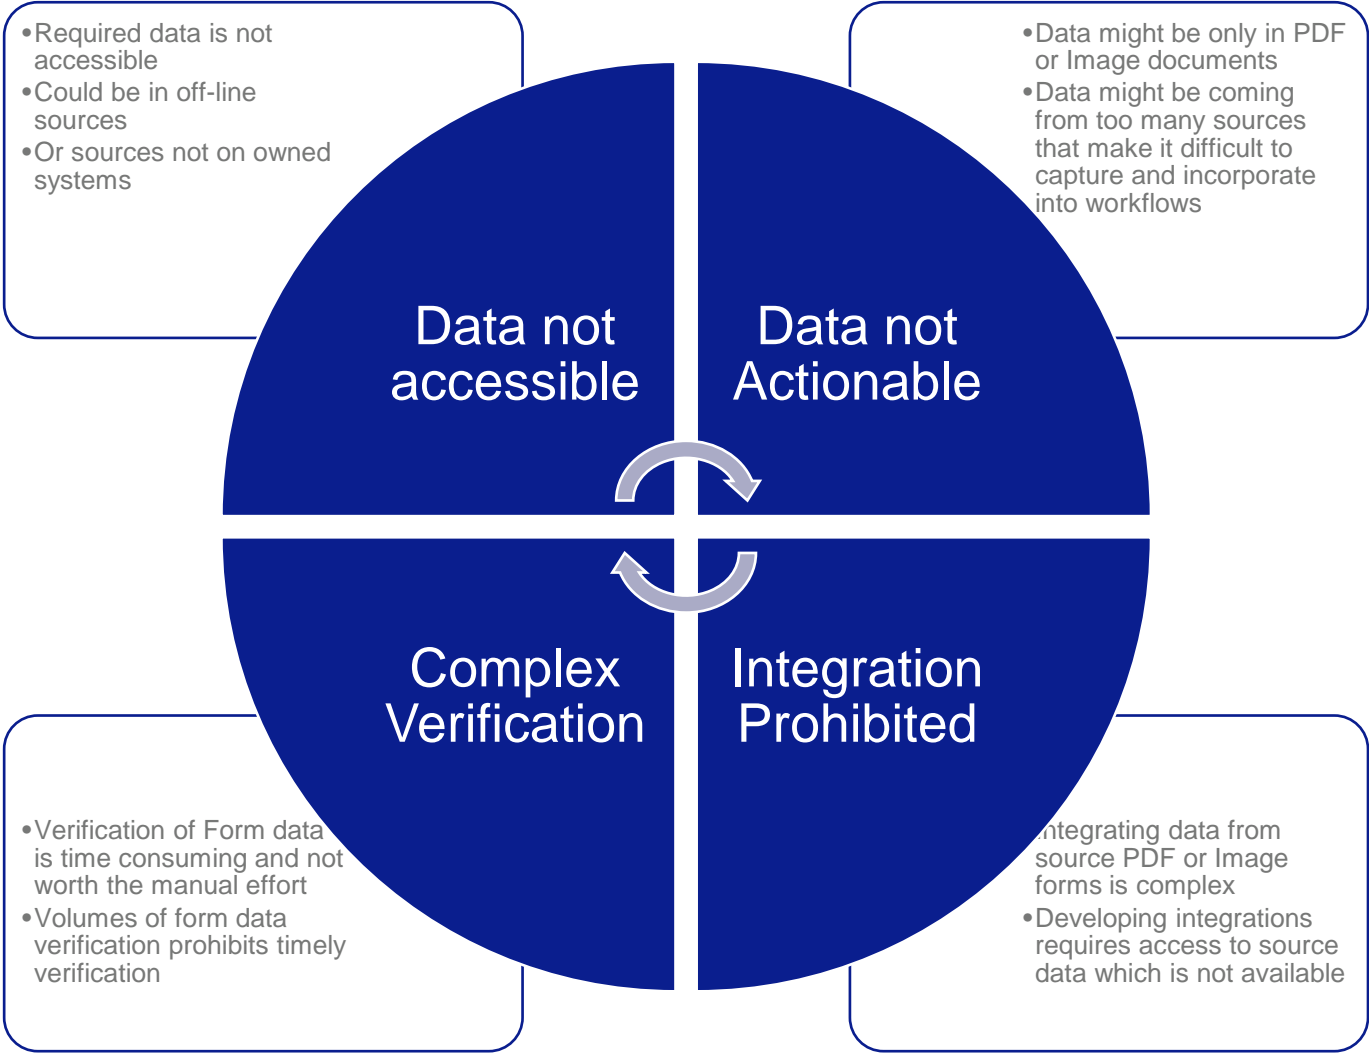 •Required data is not
accessible
•Could be in off-line
sources
•Or sources not on owned
systems
•Data might be only in PDF
or Image documents
•Data might be coming
from too many sources
that make it difficult to
capture and incorporate
into workflows
Data not
accessible
Data not
Actionable
Complex
Verification
Integration
Prohibited
•Verification of Form data
is time consuming and not
worth the manual effort
•Volumes of form data
verification prohibits timely
verification
Integrating data from
source PDF or Image
forms is complex
•Developing integrations
requires access to source
data which is not available